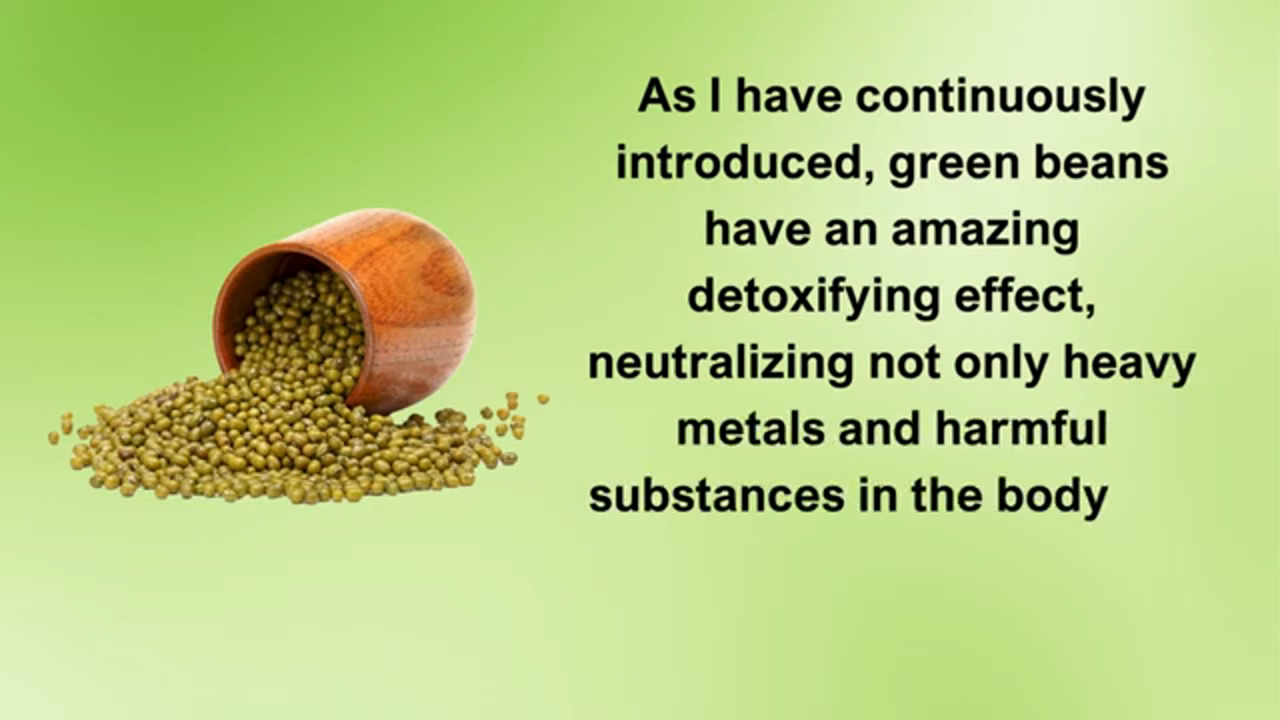 As I have continuously
introduced, green beans
have an amazing
detoxifying effect,
neutralizing not only heavy
metals and harmful
substances in the body